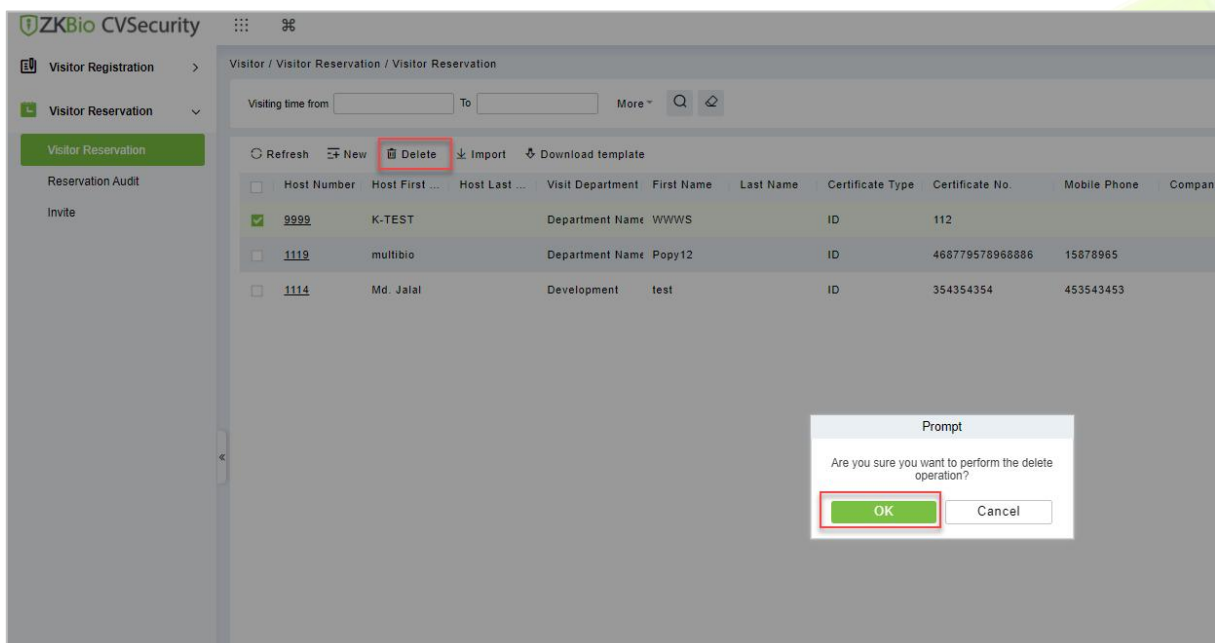 ZKBio CVSecurity
Visitor Registration
Visitor Reservation
Visitor Reservation
Reservation Audit
Invite
Visitor / Visitor Reservation / Visitor Reservation
Visiting time from To More
Refresh New Delete Import Download template
Host Number Host First ... Host Last ... Visit Department First Name Last Name Certificate Type Certificate No. Mobile Phone Compan
9999 K-TEST Department Name WWWS ID 112
1119 multibio Department Name Popy12 ID 468779578968886 15878965
1114 Md. Jalal Development test ID 354354354 453543453
Prompt
Are you sure you want to perform the delete
operation?
OK Cancel